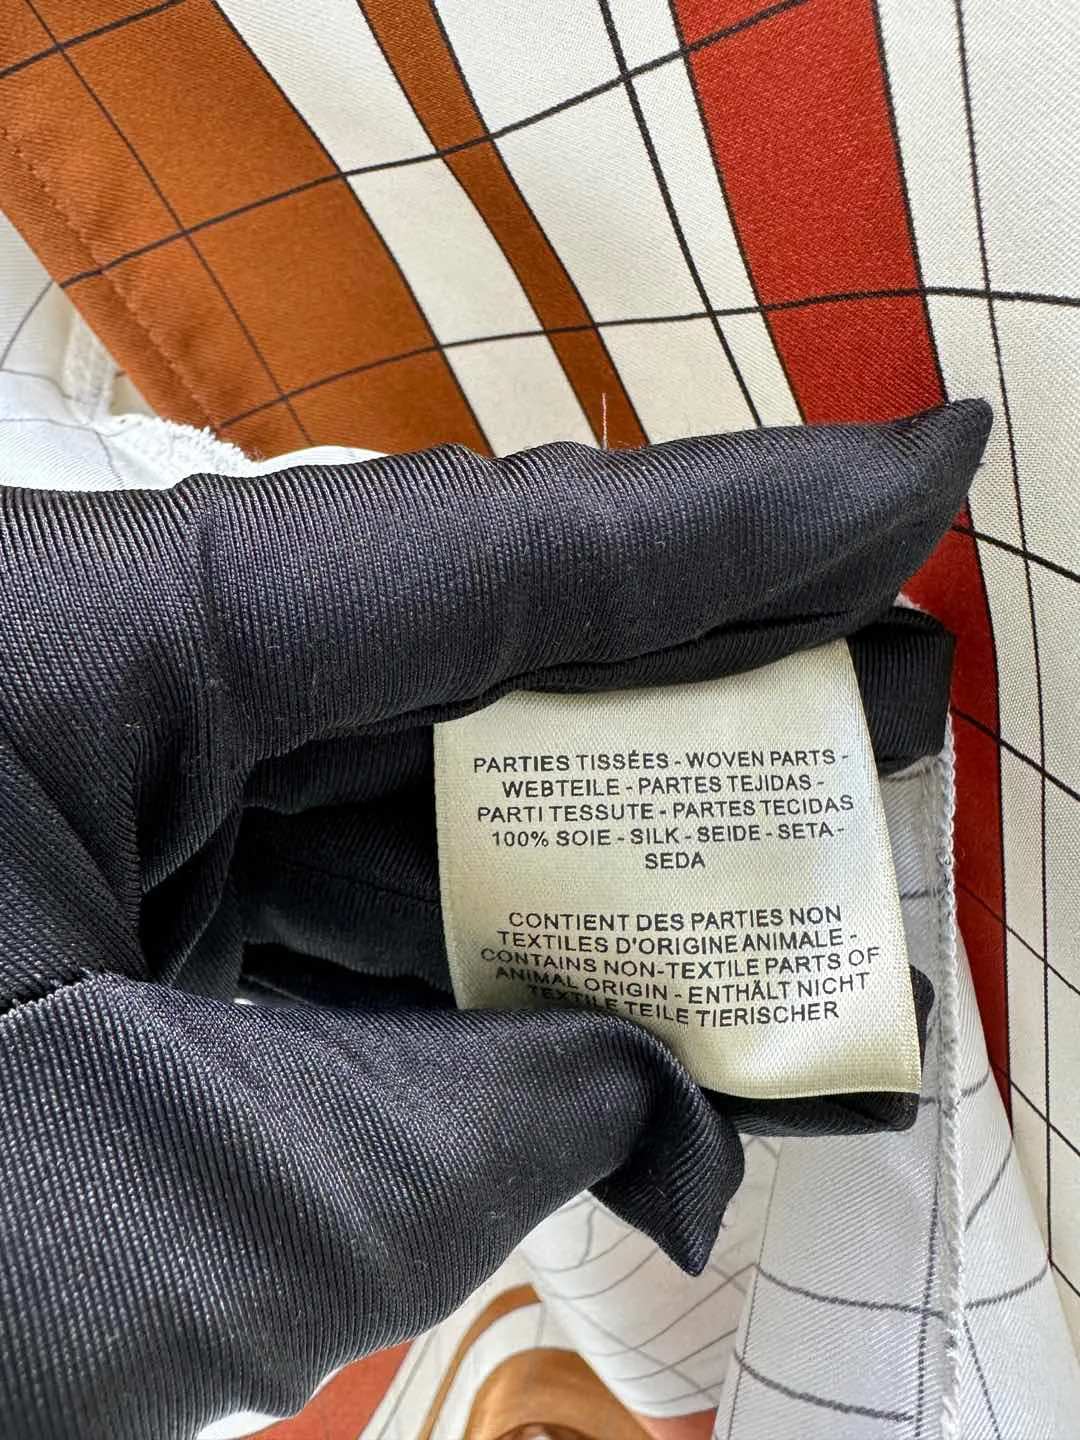 PARTIES TISSÉES - WOVEN PARTS -
WEBTEILE - PARTES TEJIDAS -
PARTI TESSUTE - PARTES TECIDAS
100% SOIE - SILK - SEIDE - SETA -
SEDA
CONTIENT DES PARTIES NON
TEXTILES D'ORIGINE ANIMALE -
CONTAINS NON-TEXTILE PARTS OF
ANIMAL ORIGIN - ENTHÄLT NICHT
TEXTILE TEILE TIERISCHER